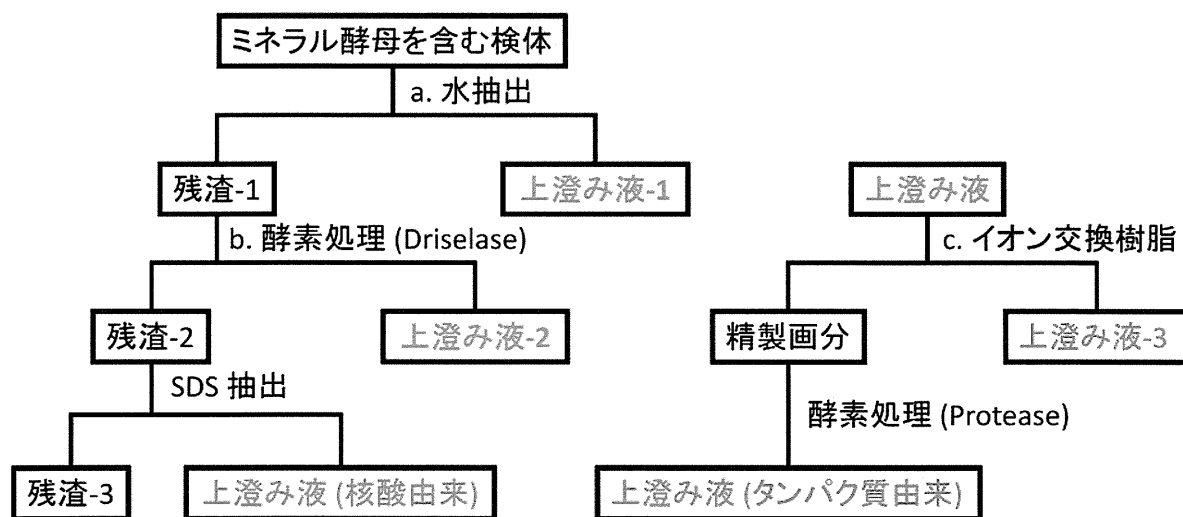 ミネラル酵母を含む検体
a. 水抽出
残渣-1
上澄み液-1
上澄み液
b. 酵素処理 (Driselase)
c. イオン交換樹脂
残渣-2
上澄み液-2
精製画分
上澄み液-3
SDS 抽出
酵素処理 (Protease)
残渣-3
上澄み液 (核酸由来)
上澄み液 (タンパク質由来)